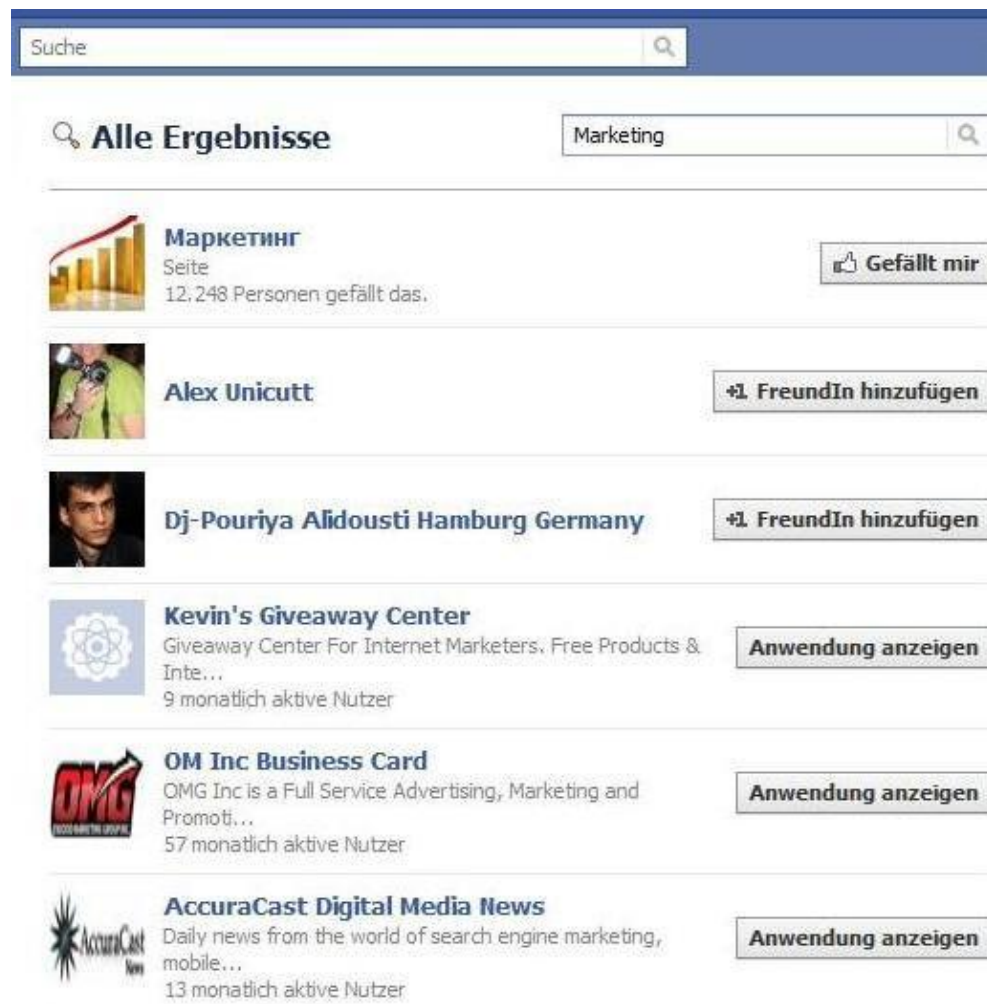 Suche
Alle Ergebnisse
Marketing
Маркетинг
Seite
12.248 Personen gefällt das.
Gefällt mir
Alex Unicutt
+1 FreundIn hinzufügen
Dj-Pouriya Alidousti Hamburg Germany
+1 FreundIn hinzufügen
Kevin's Giveaway Center
Giveaway Center For Internet Marketers. Free Products &
Inte...
9 monatlich aktive Nutzer
Anwendung anzeigen
OMG
OM Inc Business Card
OMG Inc is a Full Service Advertising, Marketing and
Promoti...
57 monatlich aktive Nutzer
Anwendung anzeigen
AccuraCast
News
AccuraCast Digital Media News
Daily news from the world of search engine marketing,
mobile...
13 monatlich aktive Nutzer
Anwendung anzeigen